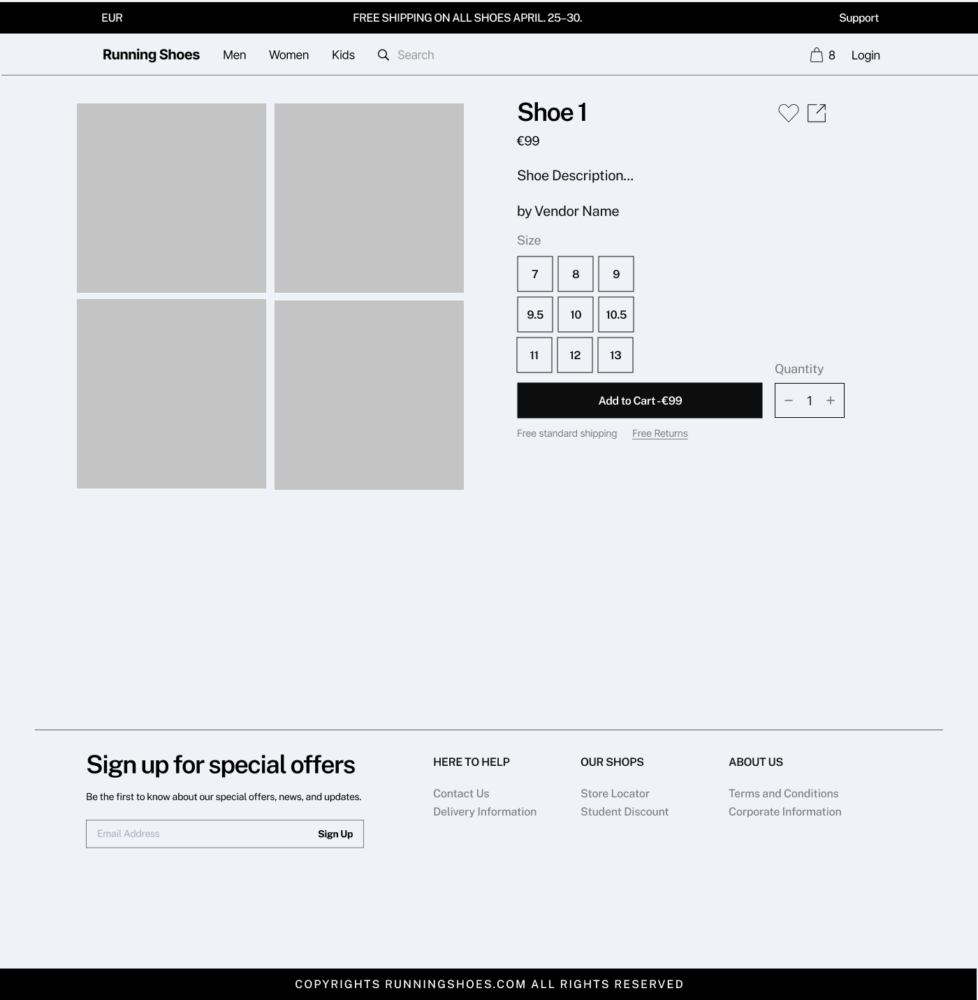 EUR
FREE SHIPPING ON ALL SHOES APRIL. 25–30.
Support
Running Shoes
Men
Women
Kids
Search
8
Login
Shoe 1
€99
Shoe Description...
by Vendor Name
Size
7
8
9
9.5
10
10.5
11
12
13
Quantity
Add to Cart - €99
− 1 +
Free standard shipping
Free Returns
Sign up for special offers
Be the first to know about our special offers, news, and updates.
Email Address
Sign Up
HERE TO HELP
Contact Us
Delivery Information
OUR SHOPS
Store Locator
Student Discount
ABOUT US
Terms and Conditions
Corporate Information
COPYRIGHTS RUNNINGSHOES.COM ALL RIGHTS RESERVED